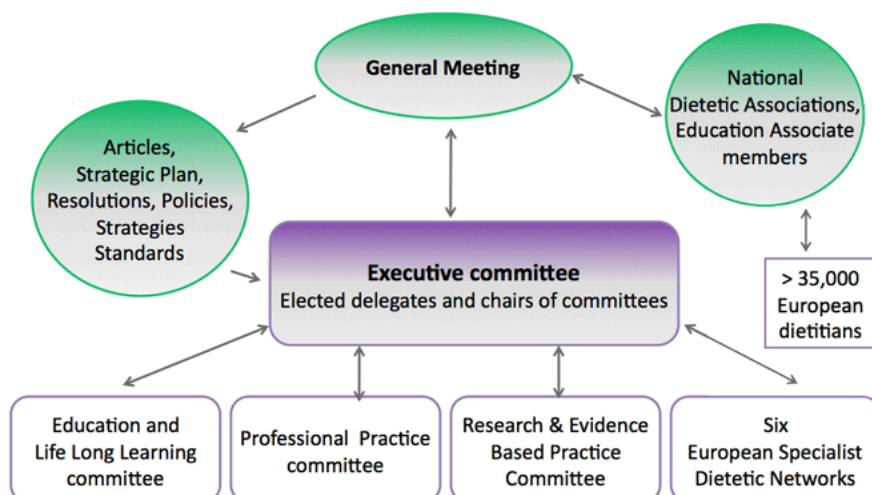 General Meeting
National
Dietetic Associations,
Education Associate
members
Articles,
Strategic Plan,
Resolutions, Policies,
Strategies
Standards
Executive committee
Elected delegates and chairs of committees
> 35,000
European
dietitians
Education and
Life Long Learning
committee
Professional Practice
committee
Research & Evidence
Based Practice
Committee
Six
European Specialist
Dietetic Networks